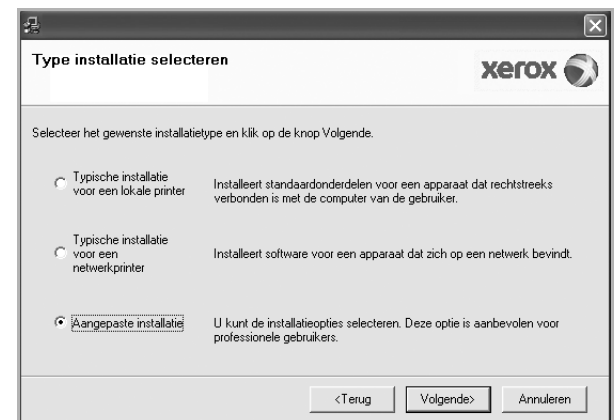 Type installatie selecteren
xerox
Selecteer het gewenste installatietype en klik op de knop Volgende.
Typische installatie
voor een lokale printer
Installeert standaardonderdelen voor een apparaat dat rechtstreeks
verbonden is met de computer van de gebruiker.
Typische installatie
voor een
netwerkprinter
Installeert software voor een apparaat dat zich op een netwerk bevindt.
Aangepaste installatie
U kunt de installatieopties selecteren. Deze optie is aanbevolen voor
professionele gebruikers.
<Terug
Volgende>
Annuleren